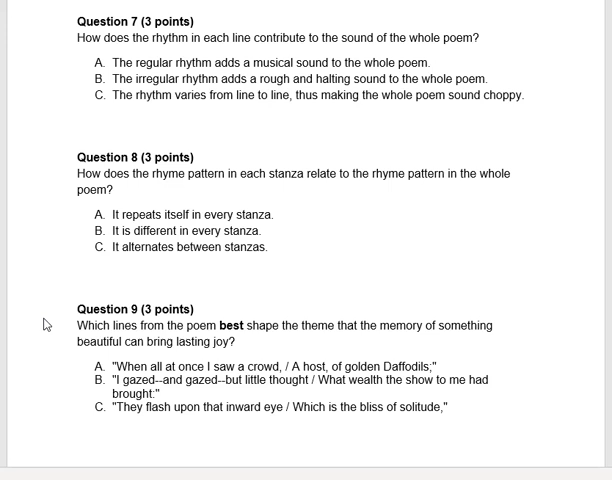 Question 7 (3 points)
How does the rhythm in each line contribute to the sound of the whole poem?
A. The regular rhythm adds a musical sound to the whole poem.
B. The irregular rhythm adds a rough and halting sound to the whole poem.
C. The rhythm varies from line to line, thus making the whole poem sound choppy.
Question 8 (3 points)
How does the rhyme pattern in each stanza relate to the rhyme pattern in the whole
poem?
A. It repeats itself in every stanza.
B. It is different in every stanza.
C. It alternates between stanzas.
Question 9 (3 points)
Which lines from the poem best shape the theme that the memory of something
beautiful can bring lasting joy?
A. "When all at once I saw a crowd, / A host, of golden Daffodils;"
B. "I gazed--and gazed--but little thought / What wealth the show to me had
brought:"
C. "They flash upon that inward eye / Which is the bliss of solitude,"